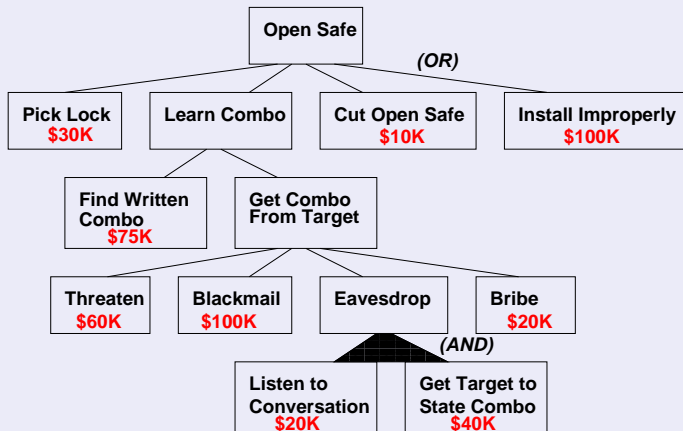 Open Safe
(OR)
Pick Lock
$30K
Learn Combo
Cut Open Safe
$10K
Install Improperly
$100K
Find Written
Combo
$75K
Get Combo
From Target
Threaten
$60K
Blackmail
$100K
Eavesdrop
Bribe
$20K
(AND)
Listen to
Conversation
$20K
Get Target to
State Combo
$40K